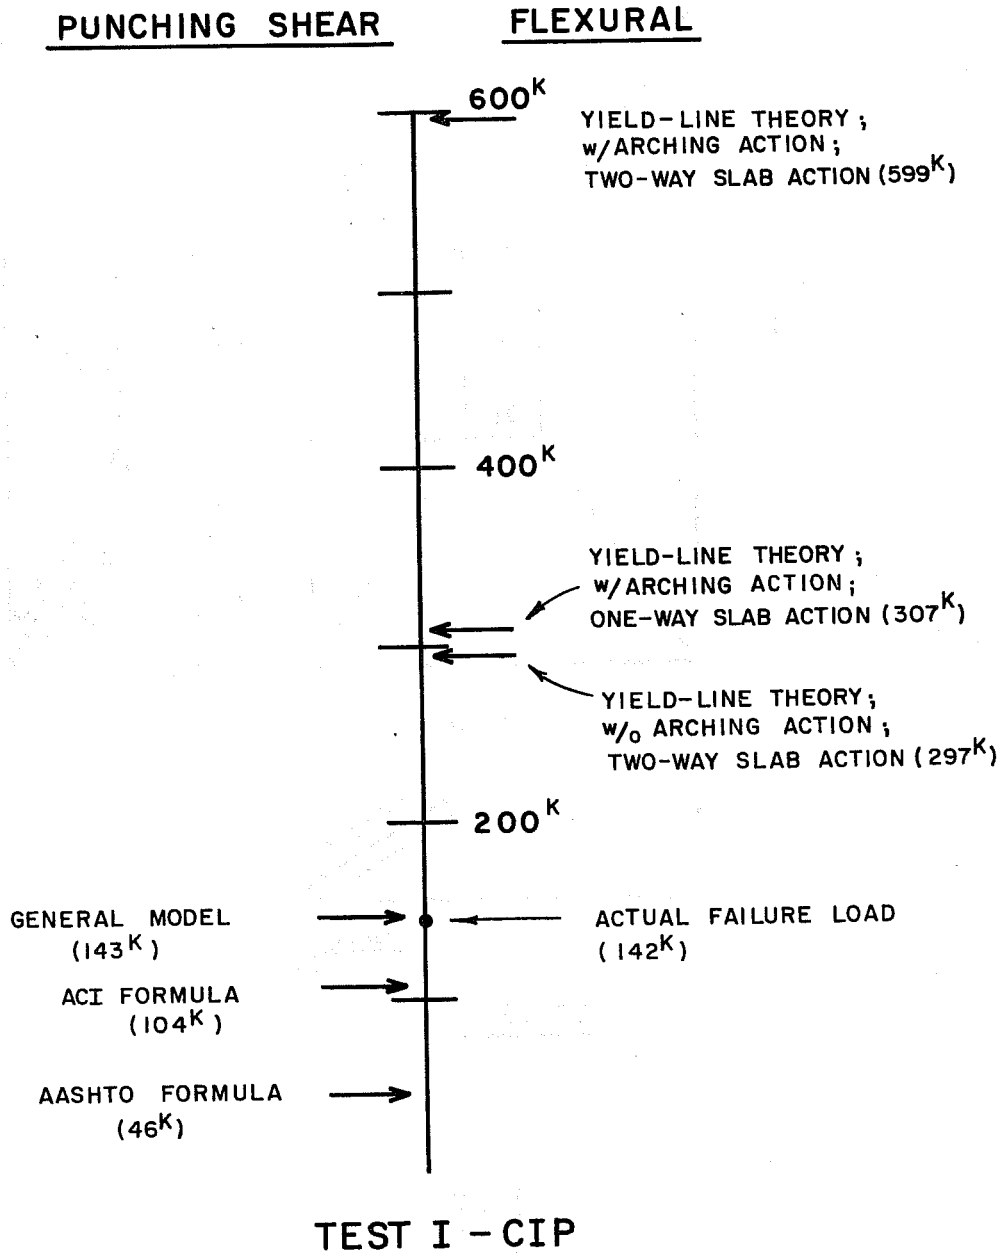 PUNCHING SHEAR
FLEXURAL
600K
YIELD-LINE THEORY;
w/ARCHING ACTION;
TWO-WAY SLAB ACTION (599K)
400K
YIELD-LINE THEORY;
w/ARCHING ACTION;
ONE-WAY SLAB ACTION (307K)
YIELD-LINE THEORY;
w/o ARCHING ACTION;
TWO-WAY SLAB ACTION (297K)
200K
GENERAL MODEL
(143K)
ACTUAL FAILURE LOAD
(142K)
ACI FORMULA
(104K)
AASHTO FORMULA
(46K)
TEST I - CIP